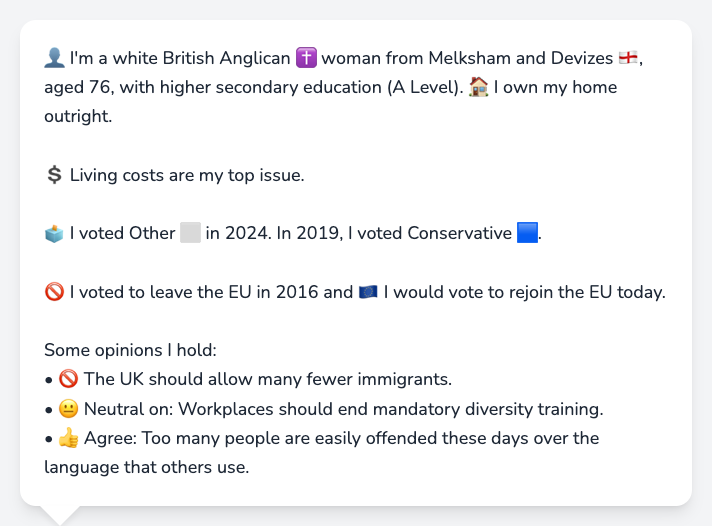 👤 I'm a white British Anglican ✝️ woman from Melksham and Devizes 🏴󠁧󠁢󠁥󠁮󠁧󠁿,
aged 76, with higher secondary education (A Level). 🏠 I own my home
outright.
💲 Living costs are my top issue.
🗳️ I voted Other ⬜ in 2024. In 2019, I voted Conservative 🟦.
🚫 I voted to leave the EU in 2016 and 🇪🇺 I would vote to rejoin the EU today.
Some opinions I hold:
• 🚫 The UK should allow many fewer immigrants.
• 😐 Neutral on: Workplaces should end mandatory diversity training.
• 👍 Agree: Too many people are easily offended these days over the
language that others use.